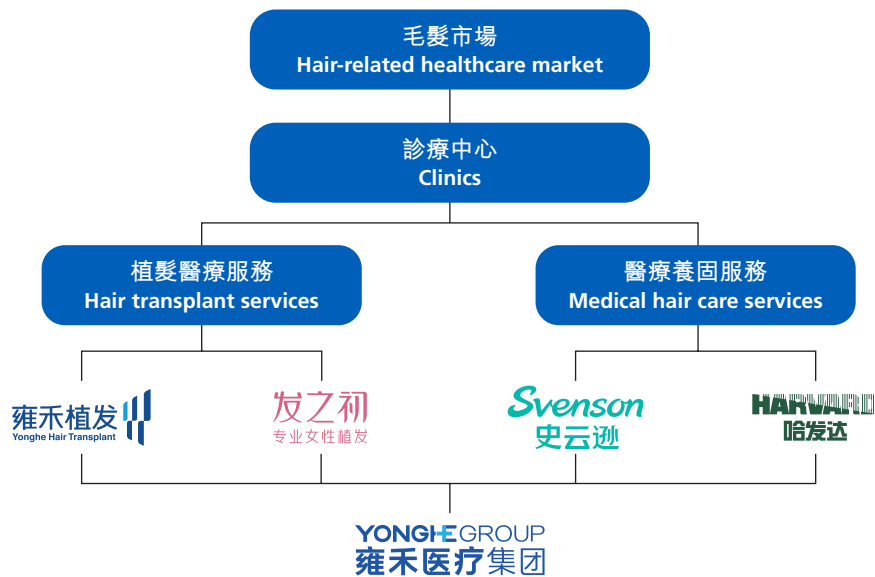 毛髮市場
Hair-related healthcare market
診療中心
Clinics
植髮醫療服務
Hair transplant services
醫療養固服務
Medical hair care services
雍禾植发
Yonghe Hair Transplant
发之初
专业女性植发
Svenson
史云逊
HARVARD
哈发达
YONGHEGROUP
雍禾医疗集团